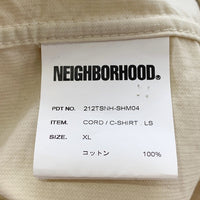 NEIGHBORHOOD®
PDT NO. 212TSNH-SHM04
ITEM. CORD / C-SHIRT . LS
SIZE. XL
コットン 100%